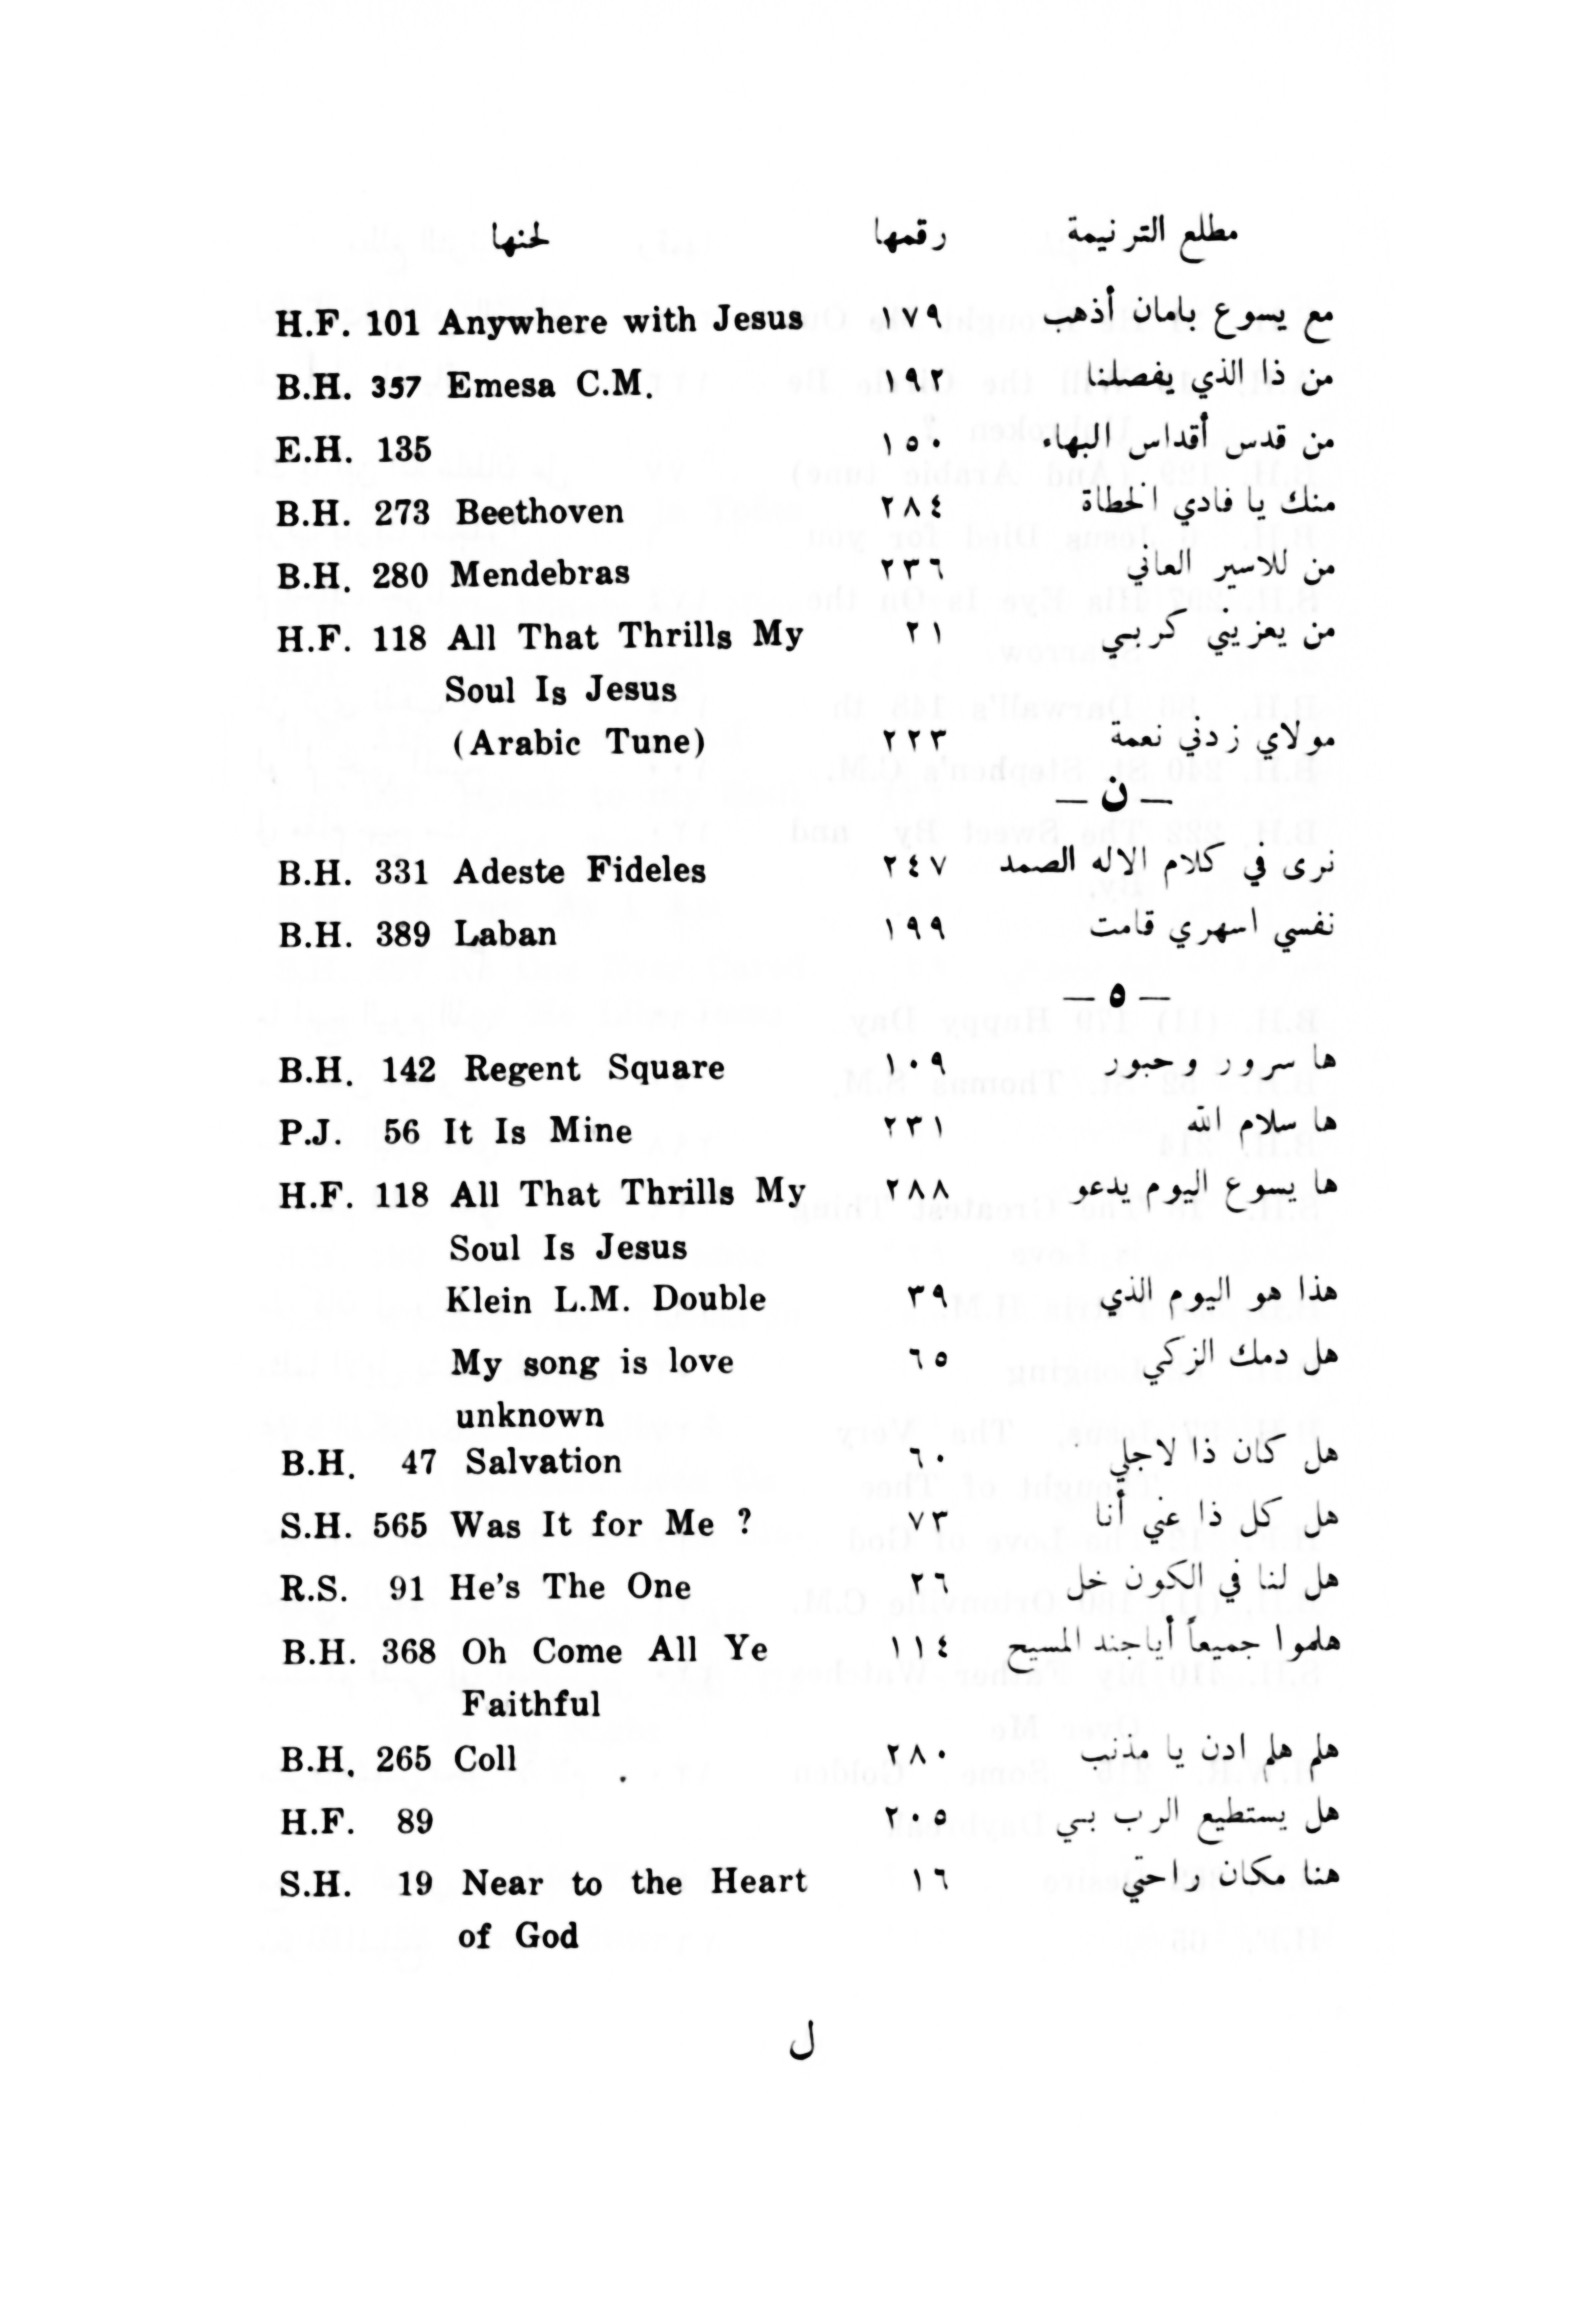 مطلع الترنيمة رقمها لحنها
مع يسوع بامان أذهب ١٧٩ H.F. 101 Anywhere with Jesus
من ذا الذي يفصلنا ١٩٢ B.H. 357 Emesa C.M.
من قدس أقداس البهاء ١٥٠ E.H. 135
منك يا فادي الخطاة ٢٨٤ B.H. 273 Beethoven
من للاسير العاني ٢٣٦ B.H. 280 Mendebras
من يعزيني كربي ٢١ H.F. 118 All That Thrills My
Soul Is Jesus
مولاي زدني نعمة ٢٢٣ (Arabic Tune)
— ن —
نرى في كلام الاله الصمد ٢٤٧ B.H. 331 Adeste Fideles
نفسي اسهري قامت ١٩٩ B.H. 389 Laban
— ه —
ها سرور وحبور ١٠٩ B.H. 142 Regent Square
ها سلام الله ٢٣١ P.J. 56 It Is Mine
ها يسوع اليوم يدعو ٢٨٨ H.F. 118 All That Thrills My
Soul Is Jesus
هذا هو اليوم الذي ٣٩ Klein L.M. Double
هل دمك الزكي ٦٥ My song is love
unknown
هل كان ذا لاجلي ٦٠ B.H. 47 Salvation
هل كل ذا عني أنا ٧٣ S.H. 565 Was It for Me ?
هل لنا في الكون خل ٢٦ R.S. 91 He's The One
هلموا جميعاً أياجند المسيح ١١٤ B.H. 368 Oh Come All Ye
Faithful
هلم هلم ادن يا مذنب ٢٨٠ B.H. 265 Coll
هل يستطيع الرب بي ٢٠٥ H.F. 89
هنا مكان راحتي ١٦ S.H. 19 Near to the Heart
of God
ل